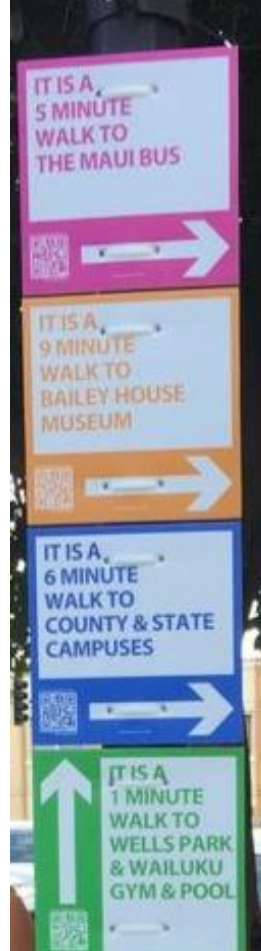 IT IS A
5 MINUTE
WALK TO
THE MAUI BUS
IT IS A
9 MINUTE
WALK TO
BAILEY HOUSE
MUSEUM
IT IS A
6 MINUTE
WALK TO
COUNTY & STATE
CAMPUSES
IT IS A
1 MINUTE
WALK TO
WELLS PARK
& WAILUKU
GYM & POOL